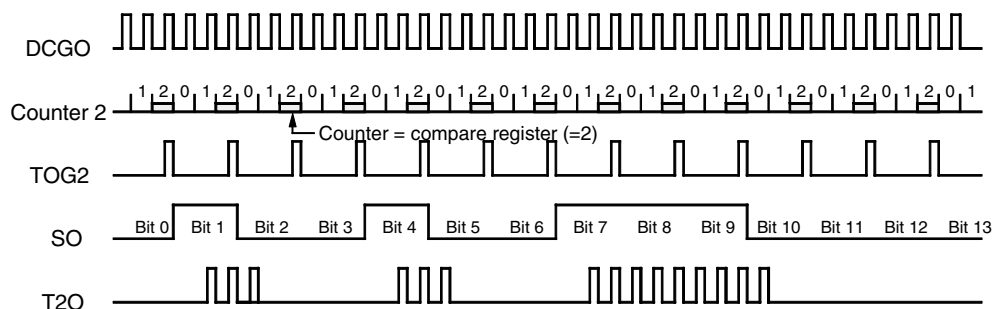 DCGO
Counter 2 1 2 0 1 2 0 1 2 0 1 2 0 1 2 0 1 2 0 1 2 0 1 2 0 1 2 0 1 2 0 1 2 0 1 2 0 1 2 0 1
Counter = compare register (=2)
TOG2
SO Bit 0 Bit 1 Bit 2 Bit 3 Bit 4 Bit 5 Bit 6 Bit 7 Bit 8 Bit 9 Bit 10 Bit 11 Bit 12 Bit 13
T2O